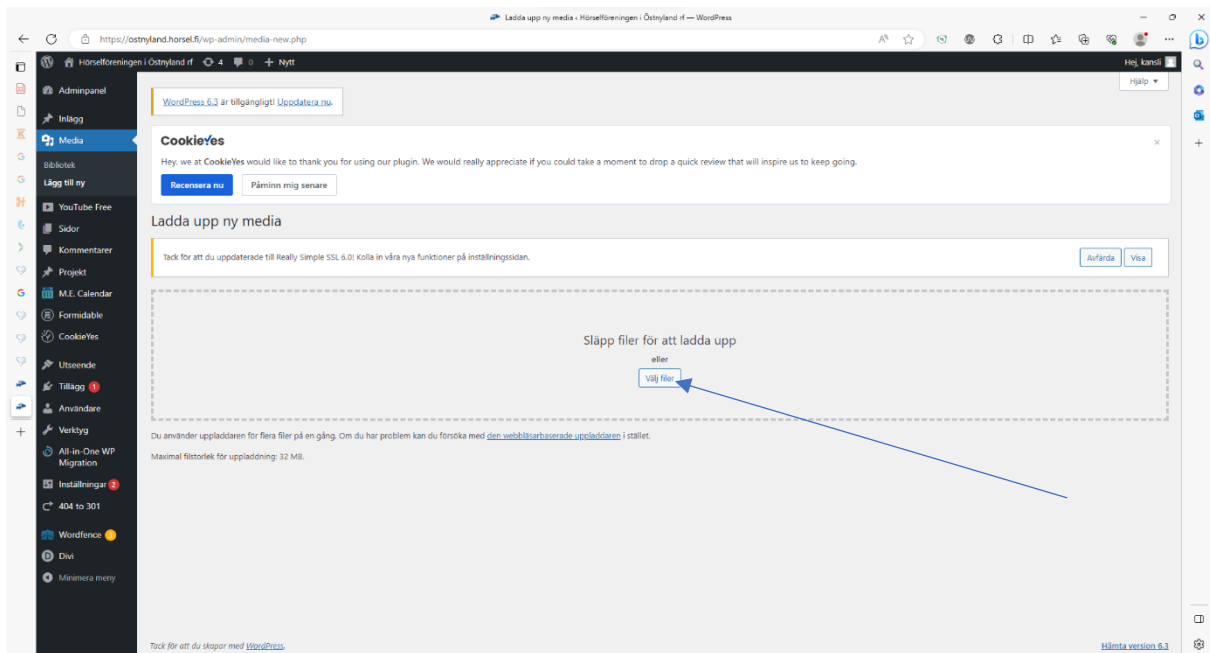 Ladda upp ny media ‹ Hörselföreningen i Östnyland rf — WordPress
https://ostnyland.horsel.fi/wp-admin/media-new.php
Hörselföreningen i Östnyland rf 4 0 Nytt
Hej, kansli
Hjälp
Adminpanel
Inlägg
Media
Bibliotek
Lägg till ny
YouTube Free
Sidor
Kommentarer
Projekt
M.E. Calendar
Formidable
CookieYes
Utseende
Tillägg 1
Användare
Verktyg
All-in-One WP
Migration
Inställningar 2
404 to 301
Wordfence 3
Divi
Minimera meny
WordPress 6.3 är tillgängligt! Uppdatera nu.
CookieYes
Hey, we at CookieYes would like to thank you for using our plugin. We would really appreciate if you could take a moment to drop a quick review that will inspire us to keep going.
Recensera nu Påminn mig senare
Ladda upp ny media
Tack för att du uppdaterade till Really Simple SSL 6.0! Kolla in våra nya funktioner på inställningssidan.
Avfärda Visa
Släpp filer för att ladda upp
eller
Välj filer
Du använder uppladdaren för flera filer på en gång. Om du har problem kan du försöka med den webbläsarbaserade uppladdaren i stället.
Maximal filstorlek för uppladdning: 32 MB.
Tack för att du skapar med WordPress.
Hämta version 6.3